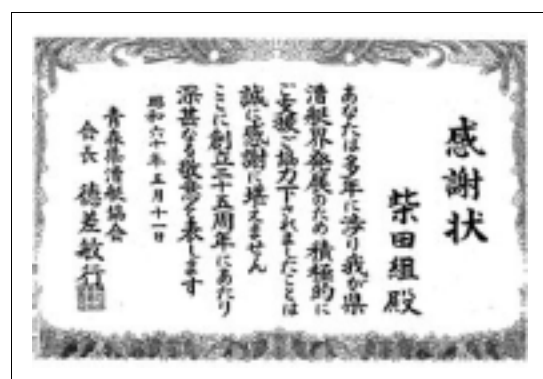 感謝状
柴田組殿
あなたは多年に渉り我が県
漕艇界発展のため積極的に
ご支援ご協力下されましたことは
誠に感謝に堪えません
ここに創立三十五周年にあたり
深甚なる敬意を表します
昭和六十年五月十一日
青森県漕艇協会
会長 徳差敏行